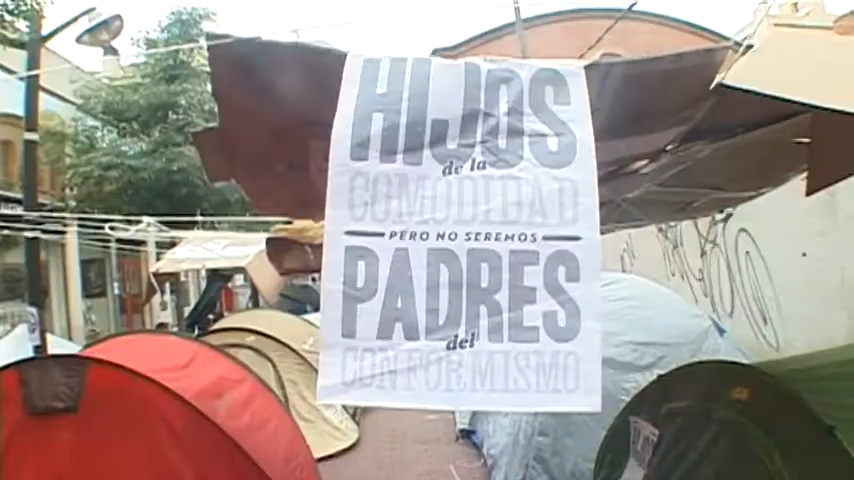 HIJOS
de la
COMODIDAD
PERO NO SEREMOS
PADRES
del
CONFORMISMO